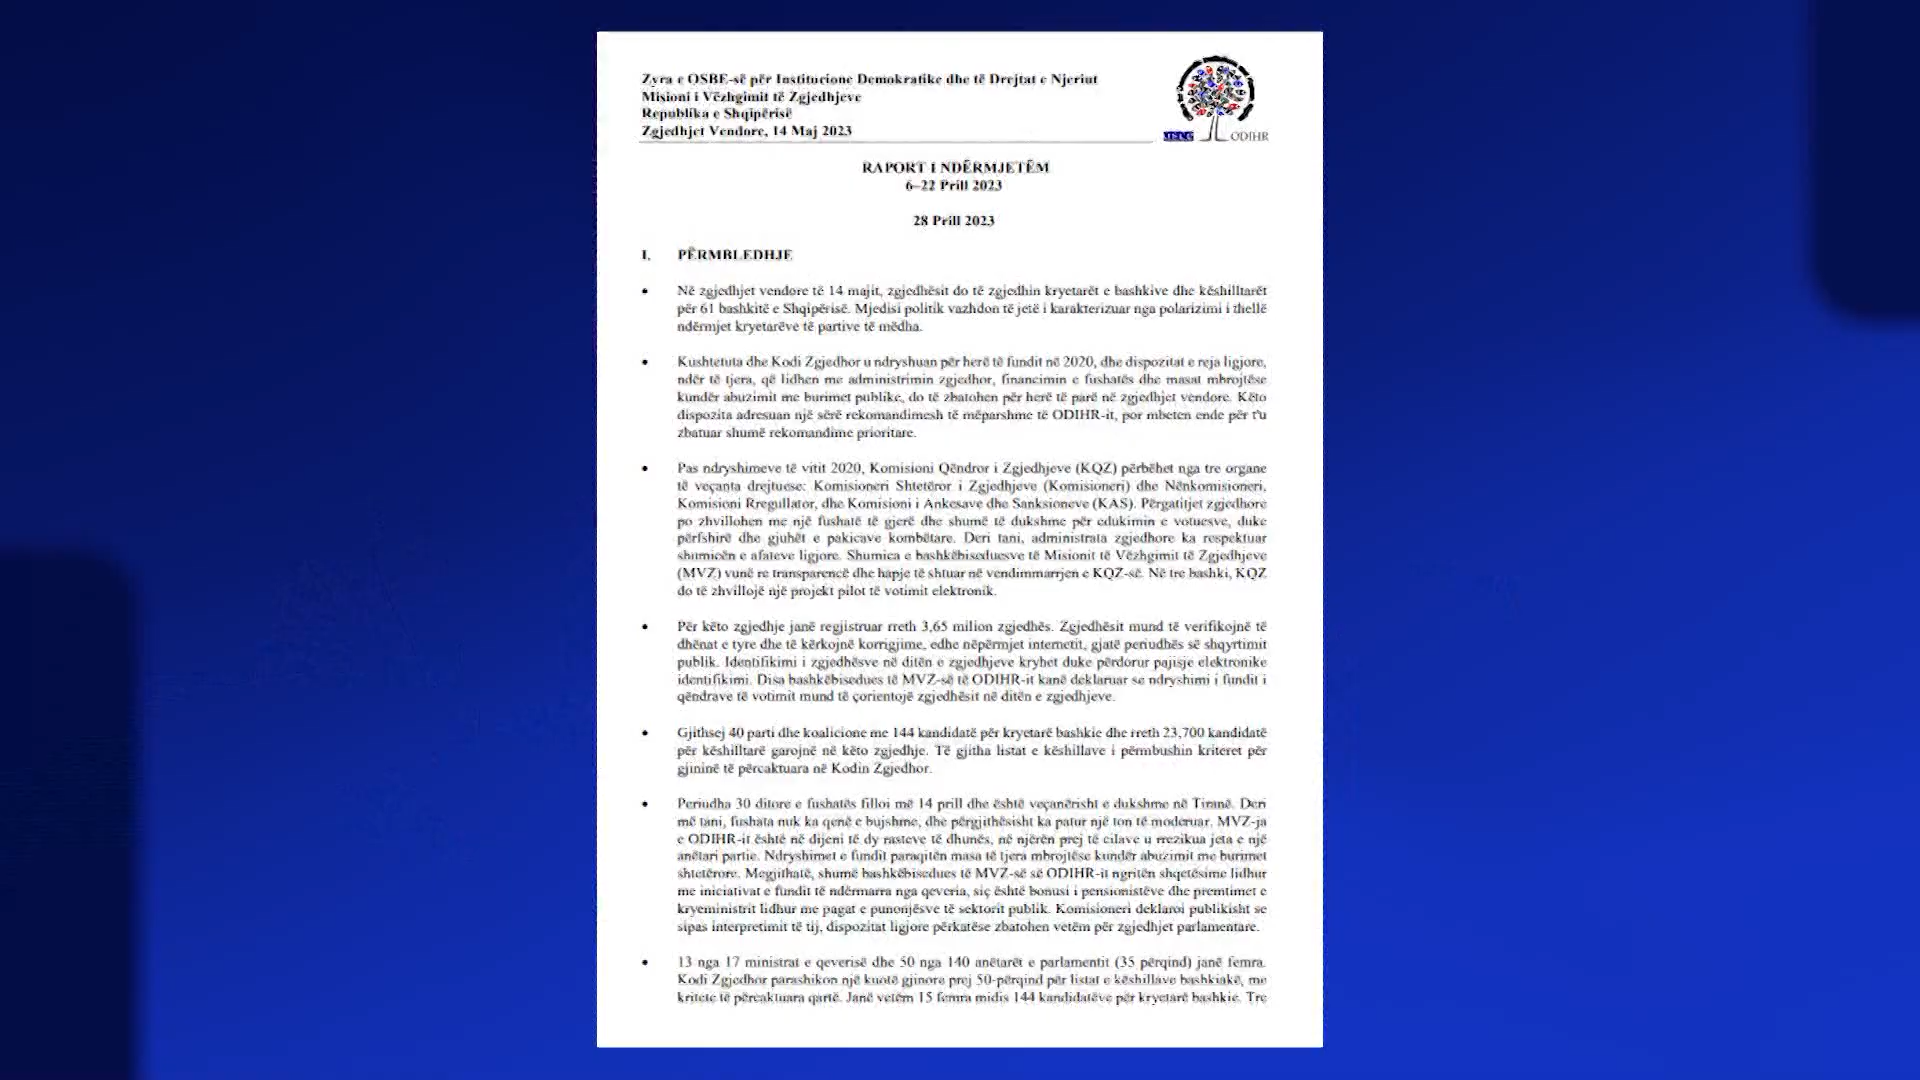 Zyra e OSBE-së për Institucione Demokratike dhe të Drejtat e Njeriut
Misioni i Vëzhgimit të Zgjedhjeve
Republika e Shqipërisë
Zgjedhjet Vendore, 14 Maj 2023
ODIHR
RAPORT I NDËRMJETËM
6–22 Prill 2023
28 Prill 2023
I. PËRMBLEDHJE
• Në zgjedhjet vendore të 14 majit, zgjedhësit do të zgjedhin kryetarët e bashkive dhe këshilltarët
për 61 bashkitë e Shqipërisë. Mjedisi politik vazhdon të jetë i karakterizuar nga polarizimi i thellë
ndërmjet kryetarëve të partive të mëdha.
• Kushtetuta dhe Kodi Zgjedhor u ndryshuan për herë të fundit në 2020, dhe dispozitat e reja ligjore,
ndër të tjera, që lidhen me administrimin zgjedhor, financimin e fushatës dhe masat mbrojtëse
kundër abuzimit me burimet publike, do të zbatohen për herë të parë në zgjedhjet vendore. Këto
dispozita adresuan një sërë rekomandimesh të mëparshme të ODIHR-it, por mbeten ende për t'u
zbatuar shumë rekomandime prioritare.
• Pas ndryshimeve të vitit 2020, Komisioni Qëndror i Zgjedhjeve (KQZ) përbëhet nga tre organe
të veçanta drejtuese: Komisioneri Shtetëror i Zgjedhjeve (Komisioneri) dhe Nënkomisioneri,
Komisioni Rregullator, dhe Komisioni i Ankesave dhe Sanksioneve (KAS). Përgatitjet zgjedhore
po zhvillohen me një fushatë të gjerë dhe shumë të dukshme për edukimin e votuesve, duke
përfshirë dhe gjuhët e pakicave kombëtare. Deri tani, administrata zgjedhore ka respektuar
shumicën e afateve ligjore. Shumica e bashkëbiseduesve të Misionit të Vëzhgimit të Zgjedhjeve
(MVZ) vunë re transparencë dhe hapje të shtuar në vendimmarrjen e KQZ-së. Në tre bashki, KQZ
do të zhvillojë një projekt pilot të votimit elektronik.
• Për këto zgjedhje janë regjistruar rreth 3,65 milion zgjedhës. Zgjedhësit mund të verifikojnë të
dhënat e tyre dhe të kërkojnë korrigjime, edhe nëpërmjet internetit, gjatë periudhës së shqyrtimit
publik. Identifikimi i zgjedhësve në ditën e zgjedhjeve kryhet duke përdorur pajisje elektronike
identifikimi. Disa bashkëbisedues të MVZ-së të ODIHR-it kanë deklaruar se ndryshimi i fundit i
qëndrave të votimit mund të çorientojë zgjedhësit në ditën e zgjedhjeve.
• Gjithsej 40 parti dhe koalicione me 144 kandidatë për kryetarë bashkie dhe rreth 23,700 kandidatë
për këshilltarë garojnë në këto zgjedhje. Të gjitha listat e këshillave i përmbushin kriteret për
gjininë të përcaktuara në Kodin Zgjedhor.
• Periudha 30 ditore e fushatës filloi më 14 prill dhe është veçanërisht e dukshme në Tiranë. Deri
më tani, fushata nuk ka qenë e bujshme, dhe përgjithësisht ka patur një ton të moderuar. MVZ-ja
e ODIHR-it është në dijeni të dy rasteve të dhunës, në njërën prej të cilave u rrezikua jeta e një
anëtari partie. Ndryshimet e fundit paraqitën masa të tjera mbrojtëse kundër abuzimit me burimet
shtetërore. Megjithatë, shumë bashkëbisedues të MVZ-së së ODIHR-it ngritën shqetësime lidhur
me iniciativat e fundit të ndërmarra nga qeveria, siç është bonusi i pensionistëve dhe premtimet e
kryeministrit lidhur me pagat e punonjësve të sektorit publik. Komisioneri deklaroi publikisht se
sipas interpretimit të tij, dispozitat ligjore përkatëse zbatohen vetëm për zgjedhjet parlamentare.
• 13 nga 17 ministrat e qeverisë dhe 50 nga 140 anëtarët e parlamentit (35 përqind) janë femra.
Kodi Zgjedhor parashikon një kuotë gjinore prej 50-përqind për listat e këshillave bashkiakë, me
kritete të përcaktuara qartë. Janë vetëm 15 femra midis 144 kandidatëve për kryetarë bashkie. Tre